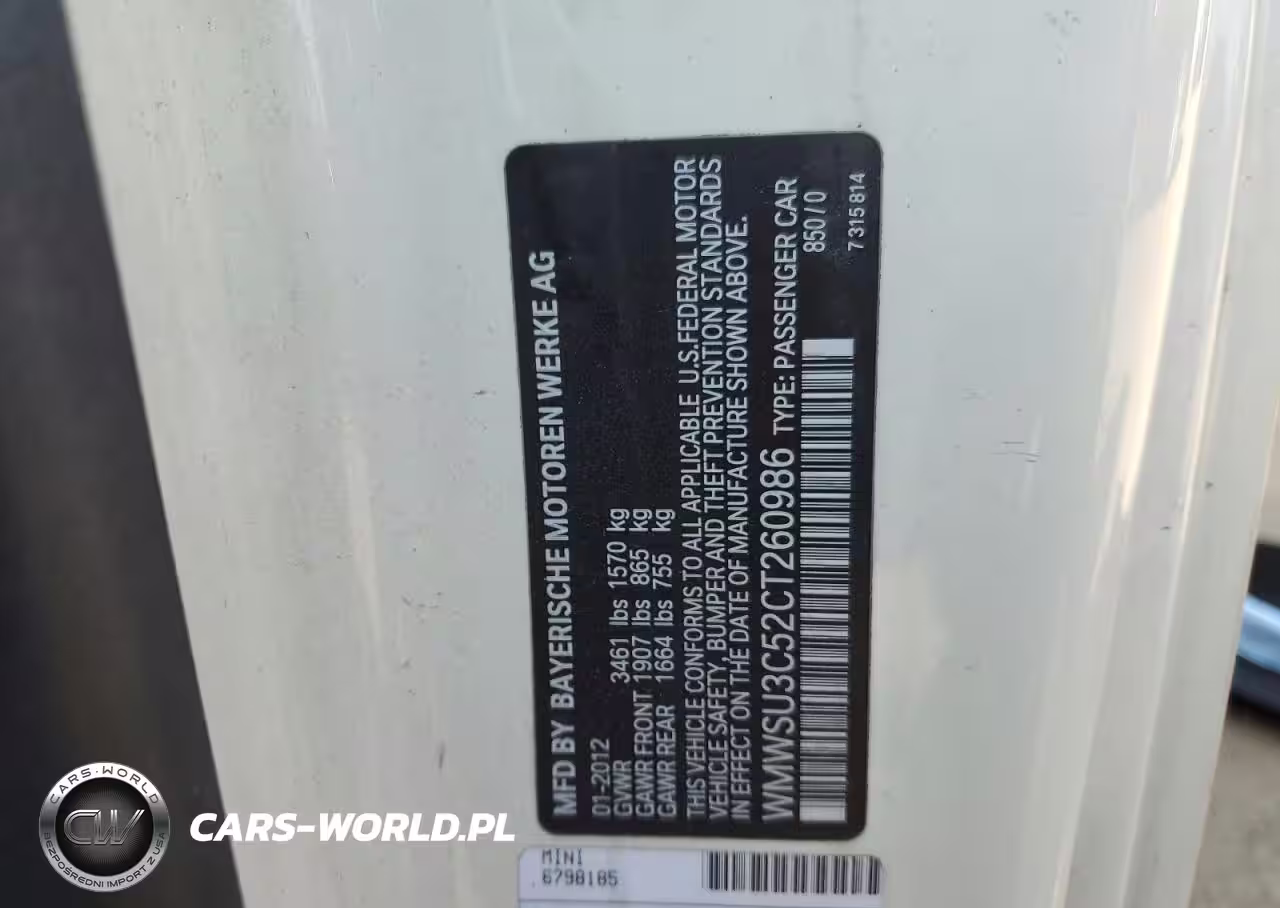 MFD BY BAYERISCHE MOTOREN WERKE AG
01-2012
GVWR 3461 lbs 1570 kg
GAWR FRONT 1907 lbs 865 kg
GAWR REAR 1664 lbs 755 kg
THIS VEHICLE CONFORMS TO ALL APPLICABLE U.S.FEDERAL MOTOR
VEHICLE SAFETY, BUMPER AND THEFT PREVENTION STANDARDS
IN EFFECT ON THE DATE OF MANUFACTURE SHOWN ABOVE.
WMWSU3C52CT260986 TYPE: PASSENGER CAR
850 / 0
7315814
MINI
6798185
CARS-WORLD
CW
BEZPOŚREDNI IMPORT Z USA
CARS-WORLD.PL